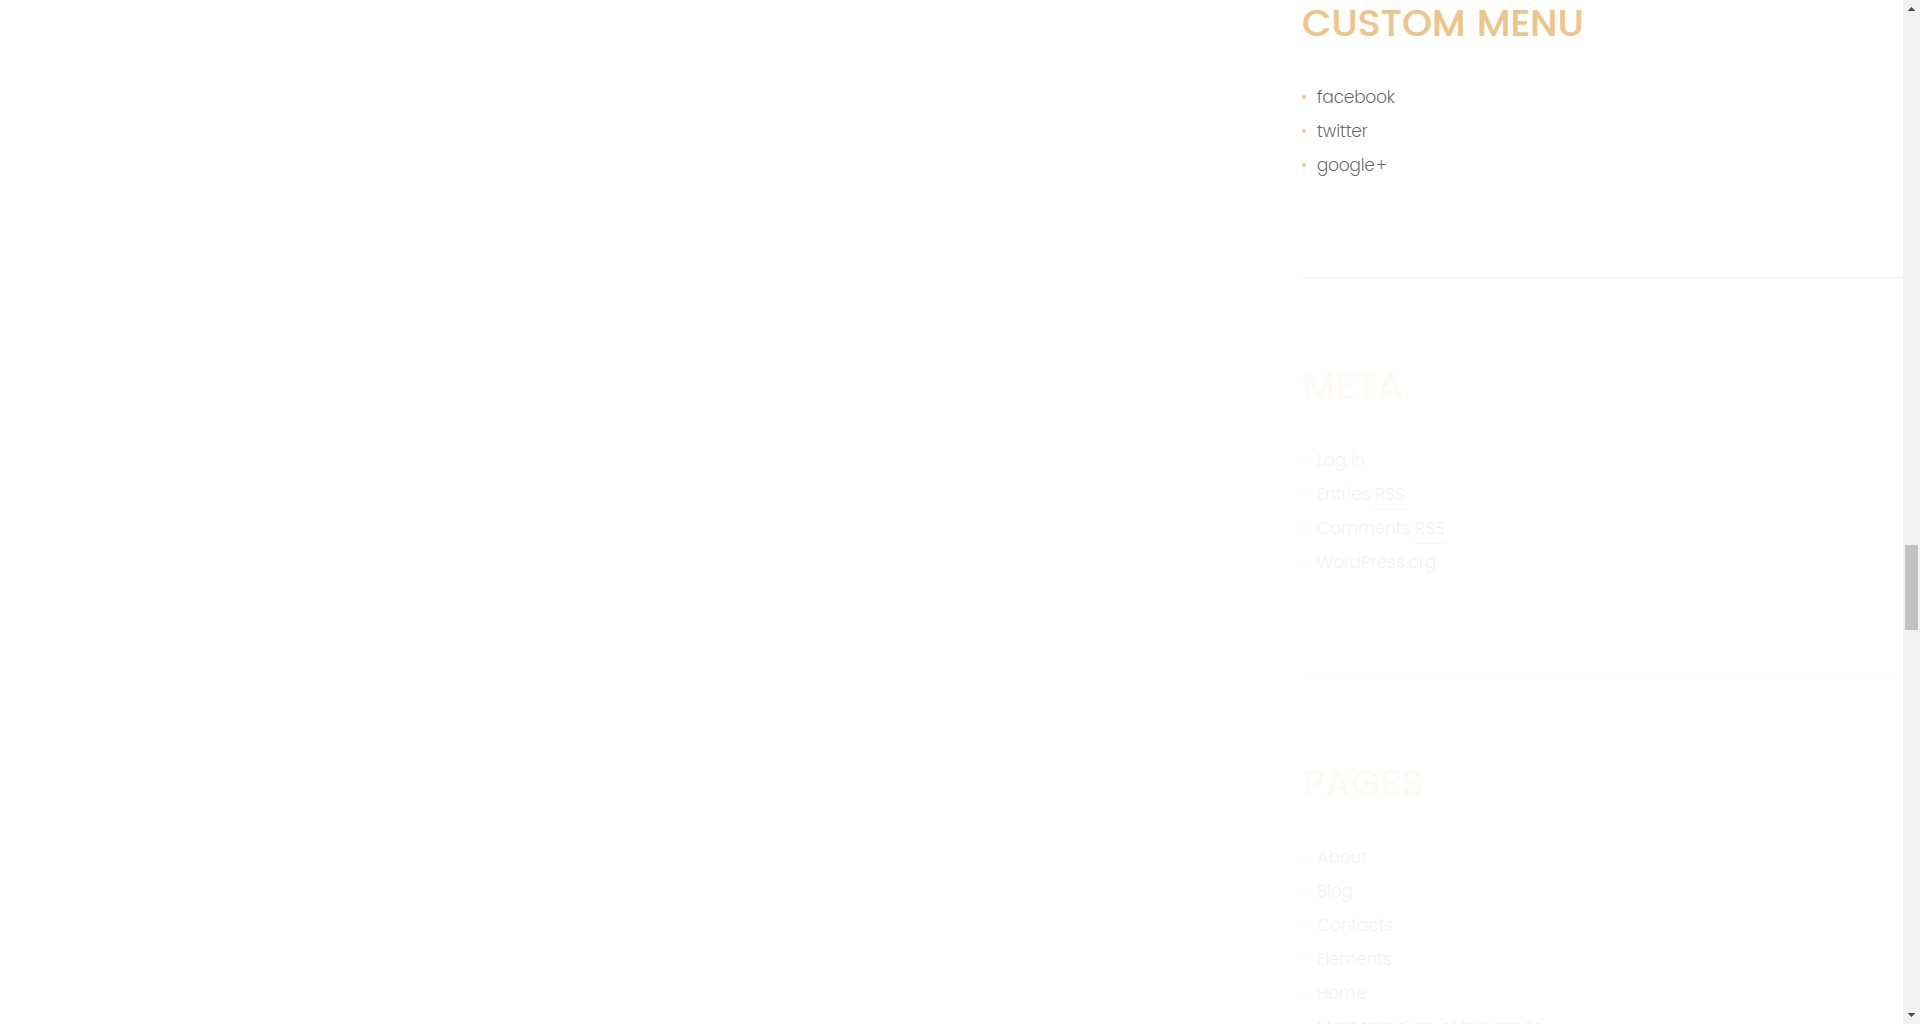 CUSTOM MENU
facebook
twitter
google+
META
Log in
Entries RSS
Comments RSS
WordPress.org
PAGES
About
Blog
Contacts
Elements
Home